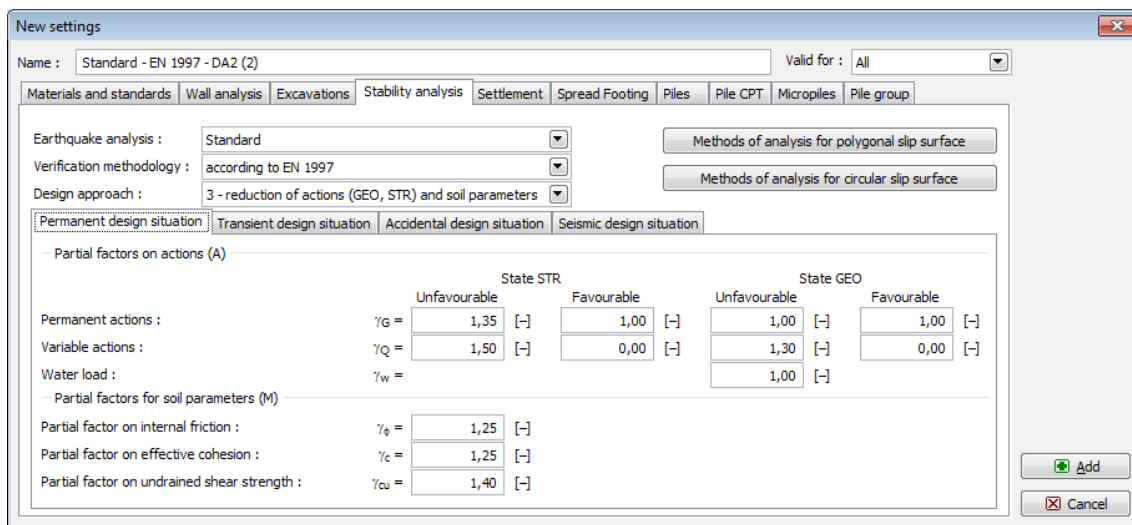 New settings
Name : Standard - EN 1997 - DA2 (2) Valid for : All
Materials and standards Wall analysis Excavations Stability analysis Settlement Spread Footing Piles Pile CPT Micropiles Pile group
Earthquake analysis : Standard Methods of analysis for polygonal slip surface
Verification methodology : according to EN 1997
Methods of analysis for circular slip surface
Design approach : 3 - reduction of actions (GEO, STR) and soil parameters
Permanent design situation Transient design situation Accidental design situation Seismic design situation
Partial factors on actions (A)
State STR State GEO
Unfavourable Favourable Unfavourable Favourable
Permanent actions : γG = 1,35 [–] 1,00 [–] 1,00 [–] 1,00 [–]
Variable actions : γQ = 1,50 [–] 0,00 [–] 1,30 [–] 0,00 [–]
Water load : γw = 1,00 [–]
Partial factors for soil parameters (M)
Partial factor on internal friction : γϕ = 1,25 [–]
Partial factor on effective cohesion : γc = 1,25 [–]
Partial factor on undrained shear strength : γcu = 1,40 [–]
Add
Cancel